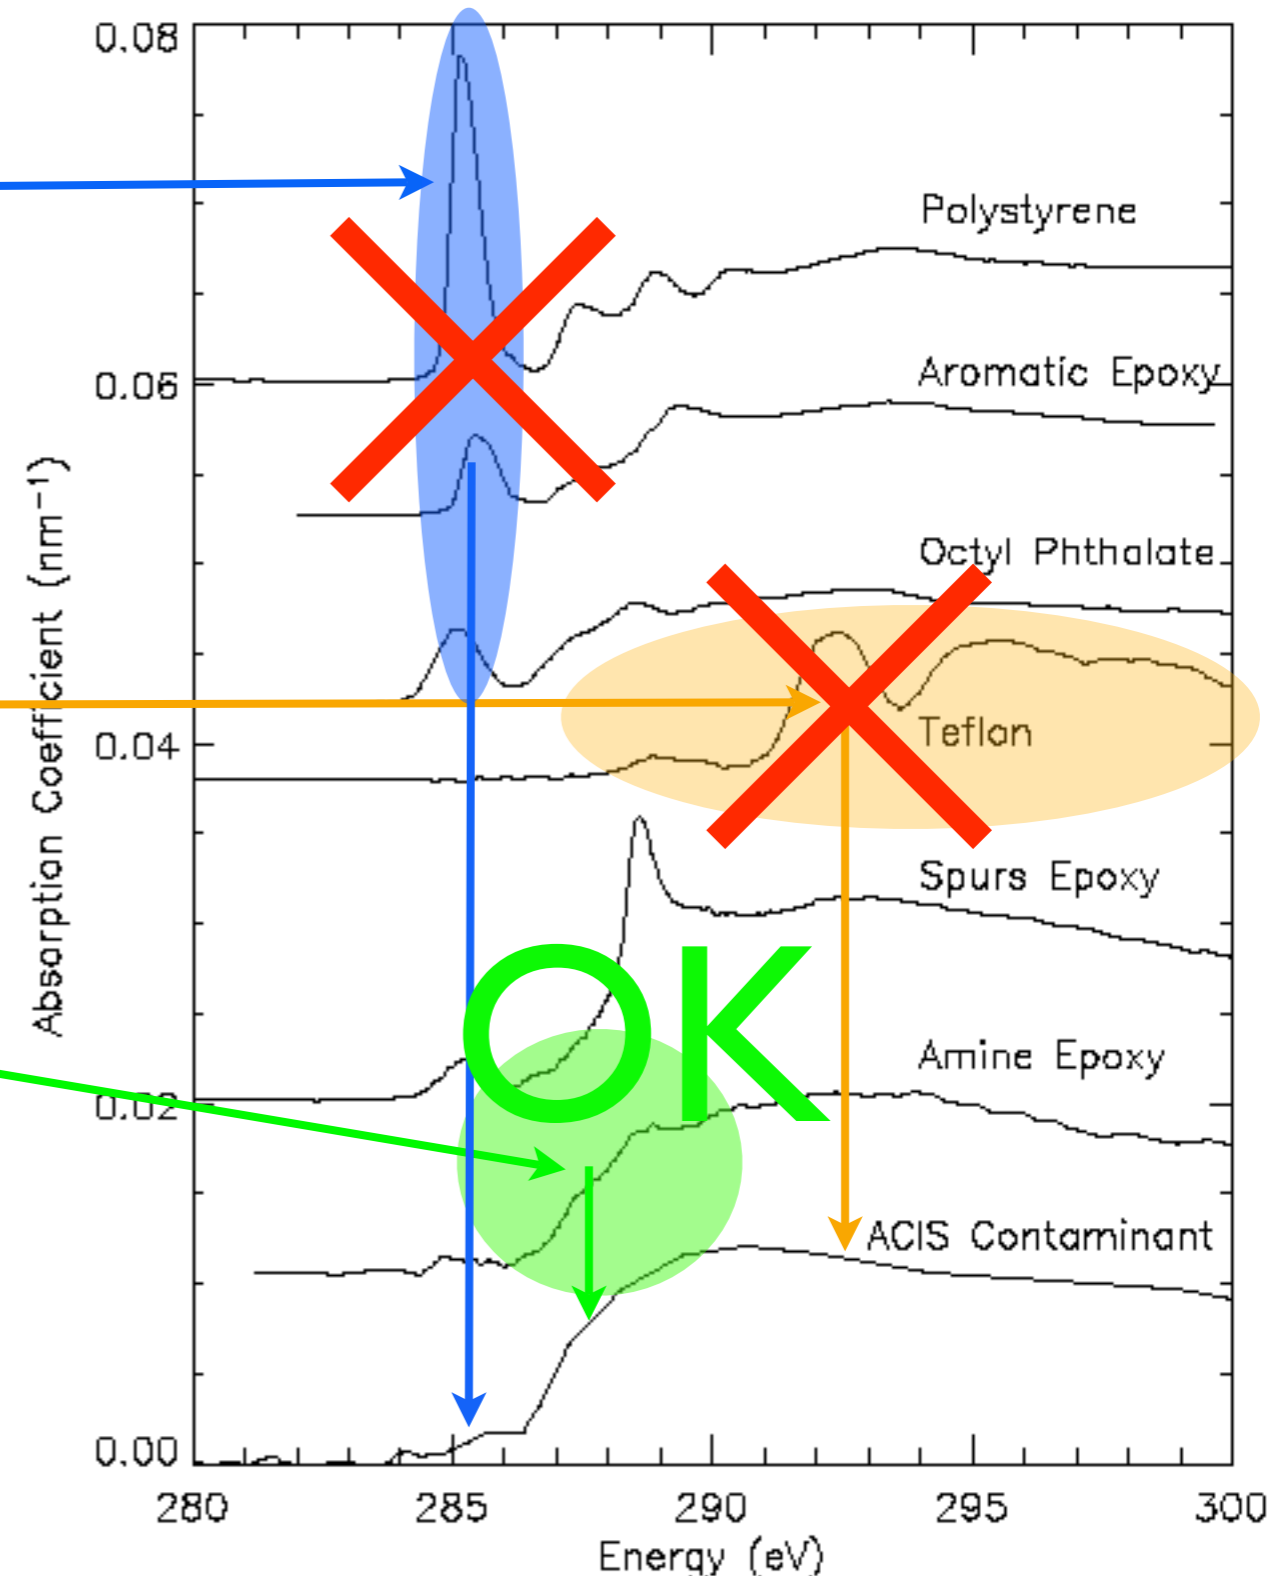 0.08
Polystyrene
Aromatic Epoxy
0.06
Octyl Phthalate
Teflon
0.04
Spurs Epoxy
OK
Amine Epoxy
0.02
ACIS Contaminant
0.00
280 285 290 295 300
Energy (eV)
Absorption Coefficient (nm⁻¹)